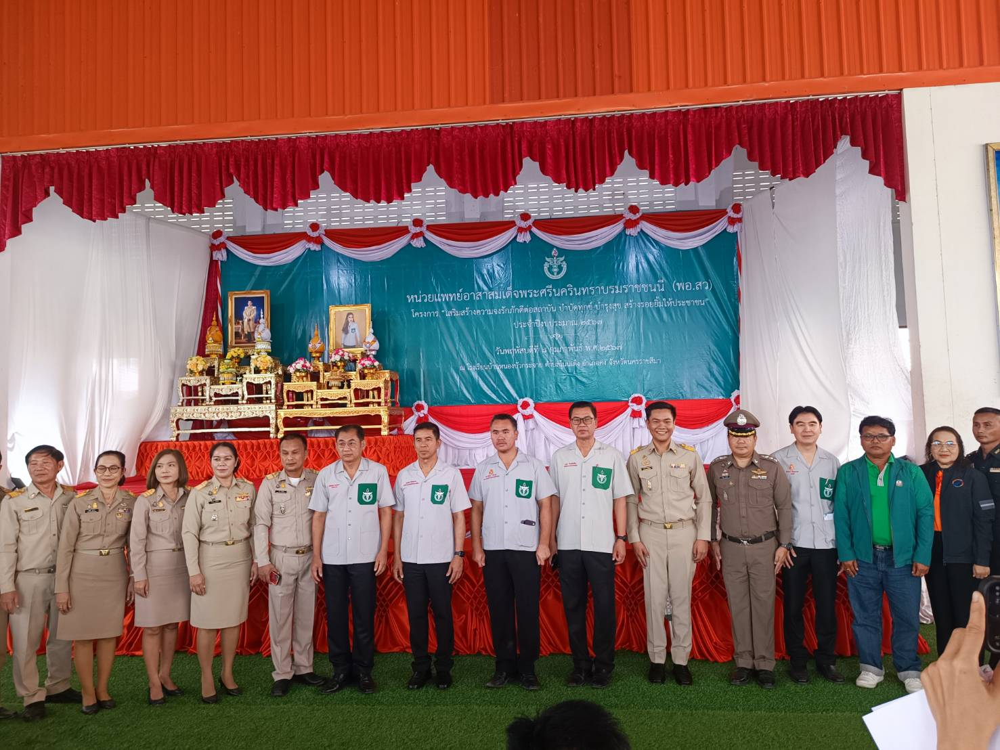 หน่วยแพทย์อาสาสมเด็จพระศรีนครินทราบรมราชชนนี (พอ.สว)
โครงการ "เสริมสร้างความจงรักภักดีต่อสถาบัน บำบัดทุกข์ บำรุงสุข สร้างรอยยิ้มให้ประชาชน"
ประจำปีงบประมาณ ๒๕๖๗
วันพฤหัสบดีที่ ๘ กุมภาพันธ์ พ.ศ.๒๕๖๗
ณ โรงเรียนบ้านหนองบัวกระจาย ตำบลโนนเต็ง อำเภอคง จังหวัดนครราชสีมา